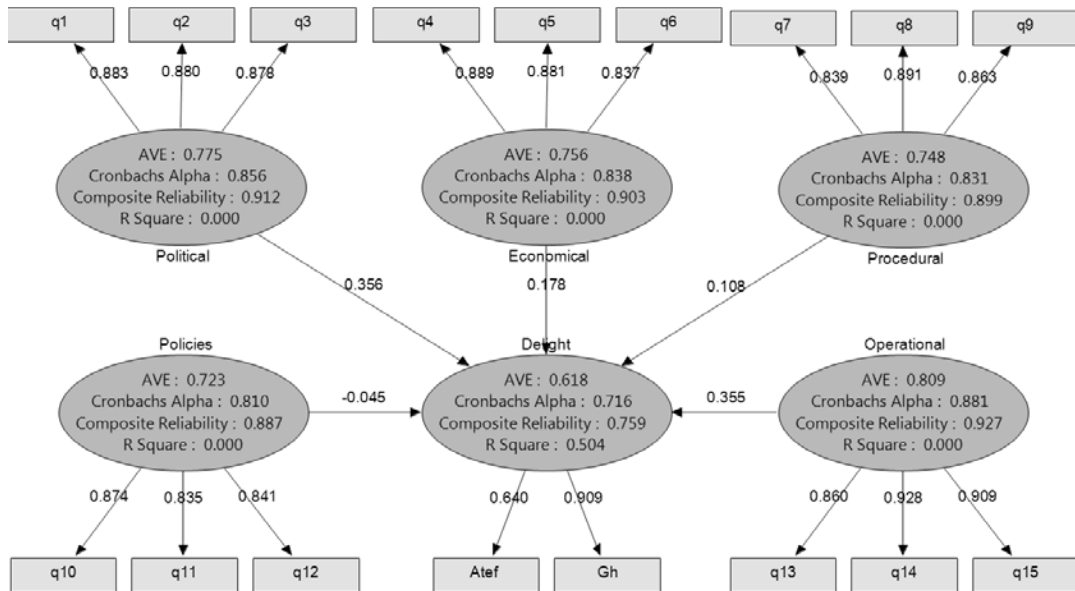 q1
q2
q3
q4
q5
q6
q7
q8
q9
0.883
0.880
0.878
0.889
0.881
0.837
0.839
0.891
0.863
AVE : 0.775
Cronbachs Alpha : 0.856
Composite Reliability : 0.912
R Square : 0.000
Political
AVE : 0.756
Cronbachs Alpha : 0.838
Composite Reliability : 0.903
R Square : 0.000
Economical
AVE : 0.748
Cronbachs Alpha : 0.831
Composite Reliability : 0.899
R Square : 0.000
Procedural
0.356
0.178
0.108
Policies
AVE : 0.723
Cronbachs Alpha : 0.810
Composite Reliability : 0.887
R Square : 0.000
-0.045
Delight
AVE : 0.618
Cronbachs Alpha : 0.716
Composite Reliability : 0.759
R Square : 0.504
0.355
Operational
AVE : 0.809
Cronbachs Alpha : 0.881
Composite Reliability : 0.927
R Square : 0.000
0.874
0.835
0.841
0.640
0.909
0.860
0.928
0.909
q10
q11
q12
Atef
Gh
q13
q14
q15